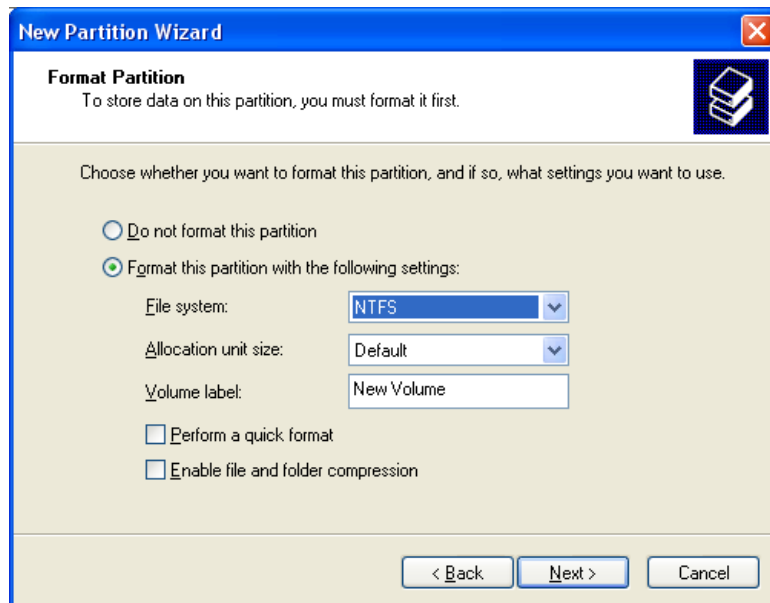 New Partition Wizard
Format Partition
To store data on this partition, you must format it first.
Choose whether you want to format this partition, and if so, what settings you want to use.
Do not format this partition
Format this partition with the following settings:
File system: NTFS
Allocation unit size: Default
Volume label: New Volume
Perform a quick format
Enable file and folder compression
< Back Next > Cancel